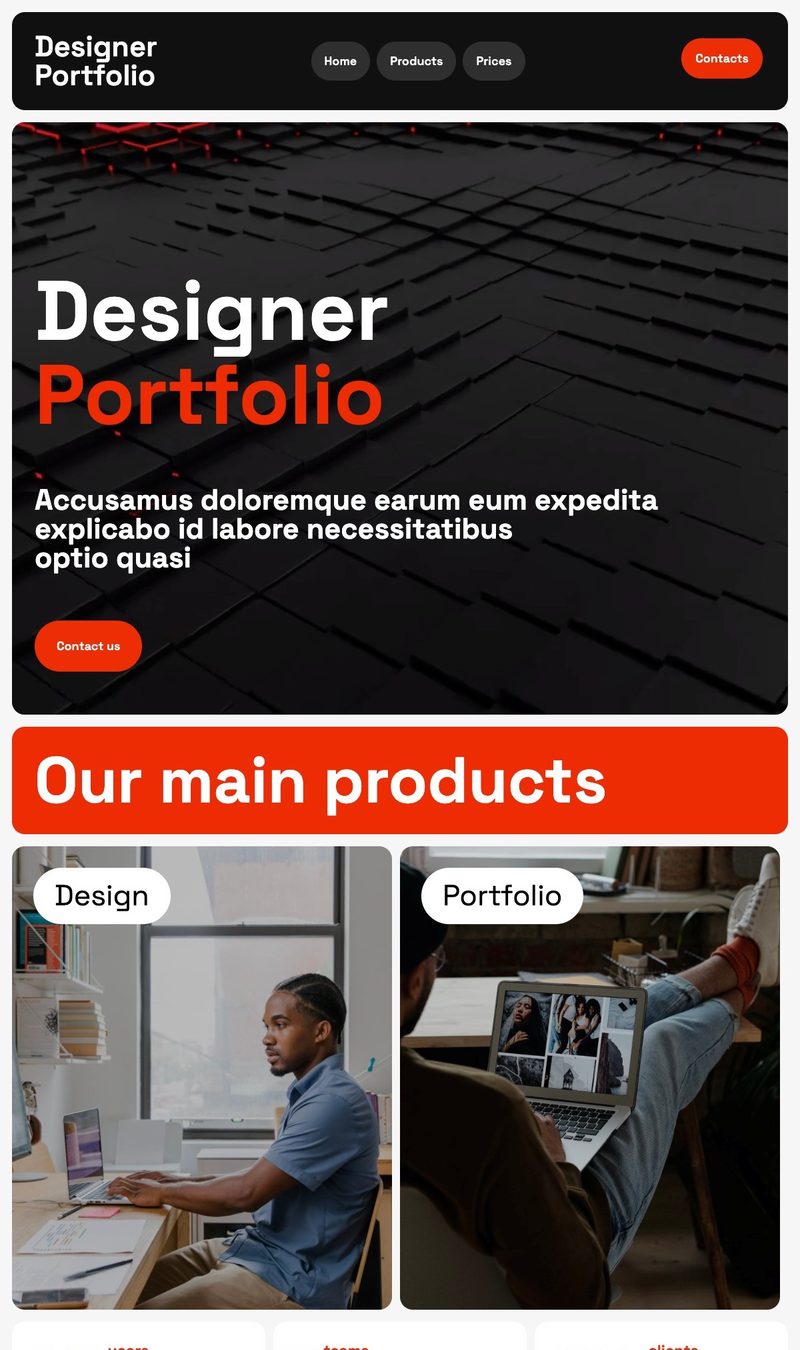 Designer
Portfolio
Home
Products
Prices
Contacts
Designer
Portfolio
Accusamus doloremque earum eum expedita
explicabo id labore necessitatibus
optio quasi
Contact us
Our main products
Design
Portfolio
users
teams
clients